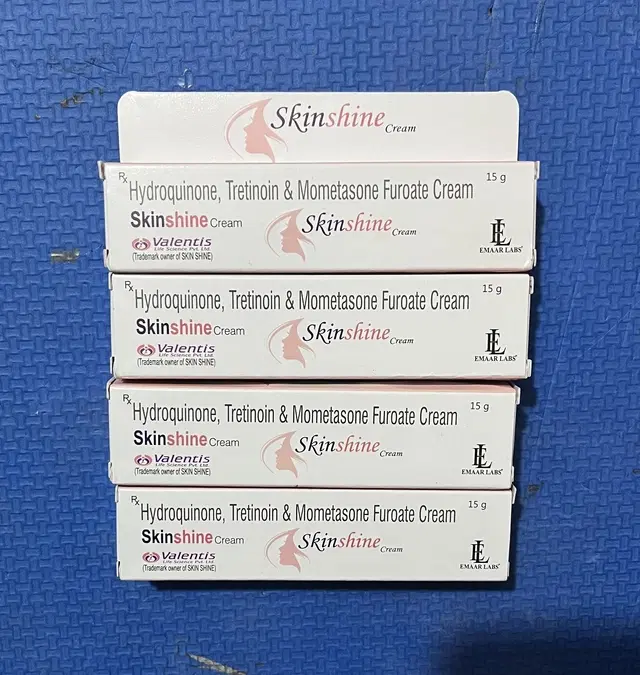 Skinshine Cream
Rx Hydroquinone, Tretinoin & Mometasone Furoate Cream 15 g
Skinshine Cream
Valentis
Life Science Pvt. Ltd.
(Trademark owner of SKIN SHINE)
Skinshine Cream
EMAAR LABS®
Rx Hydroquinone, Tretinoin & Mometasone Furoate Cream 15 g
Skinshine Cream
Valentis
Life Science Pvt. Ltd.
(Trademark owner of SKIN SHINE)
Skinshine Cream
EMAAR LABS®
Rx Hydroquinone, Tretinoin & Mometasone Furoate Cream 15 g
Skinshine Cream
Valentis
Life Science Pvt. Ltd.
(Trademark owner of SKIN SHINE)
Skinshine Cream
EMAAR LABS®
Rx Hydroquinone, Tretinoin & Mometasone Furoate Cream 15 g
Skinshine Cream
Valentis
Life Science Pvt. Ltd.
(Trademark owner of SKIN SHINE)
Skinshine Cream
EMAAR LABS®